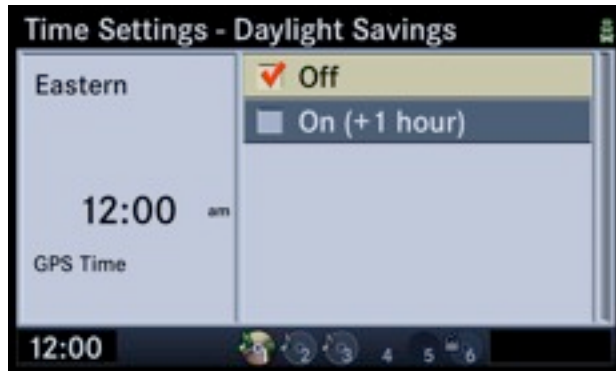 Time Settings - Daylight Savings
Eastern
Off
On (+1 hour)
12:00 am
GPS Time
12:00
2 3 4 5 6